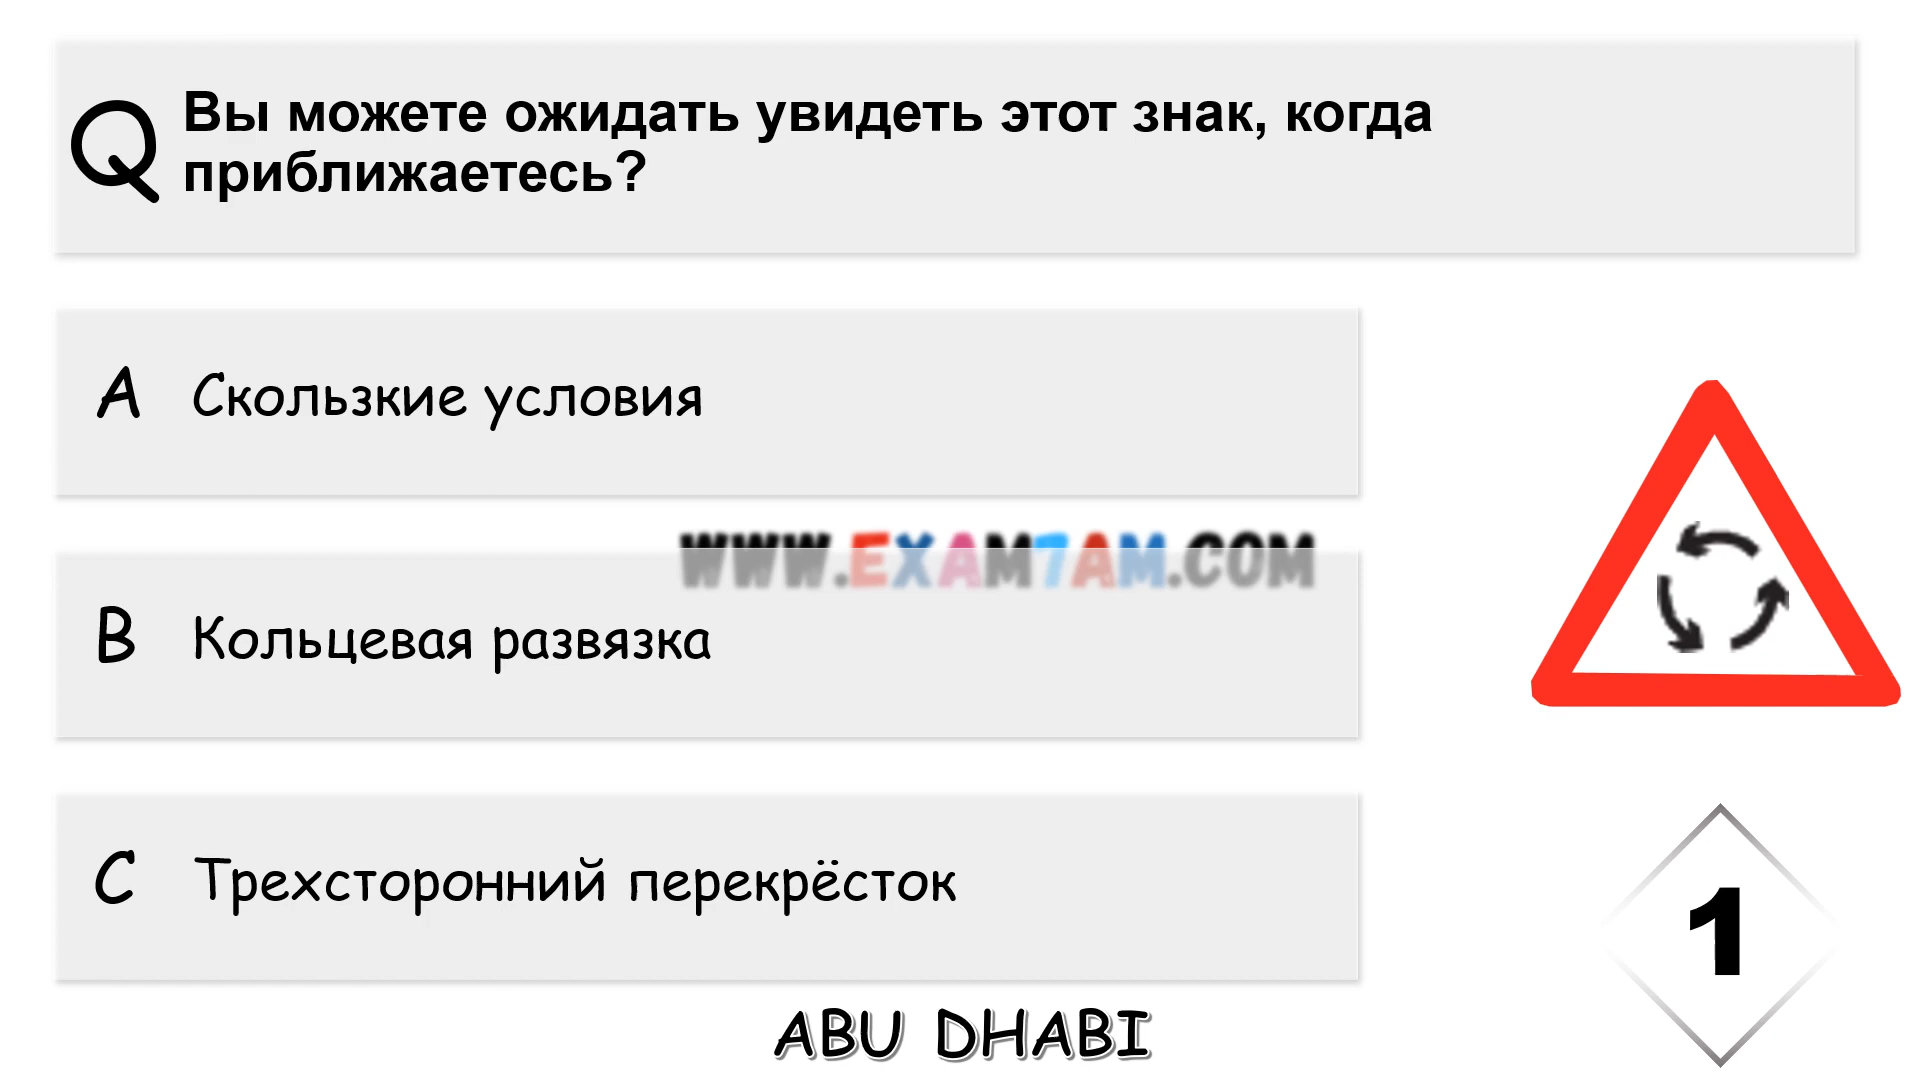 Q
Вы можете ожидать увидеть этот знак, когда
приближаетесь?
A Скользкие условия
WWW.EXAM7AM.COM
B Кольцевая развязка
C Трехсторонний перекрёсток
1
ABU DHABI